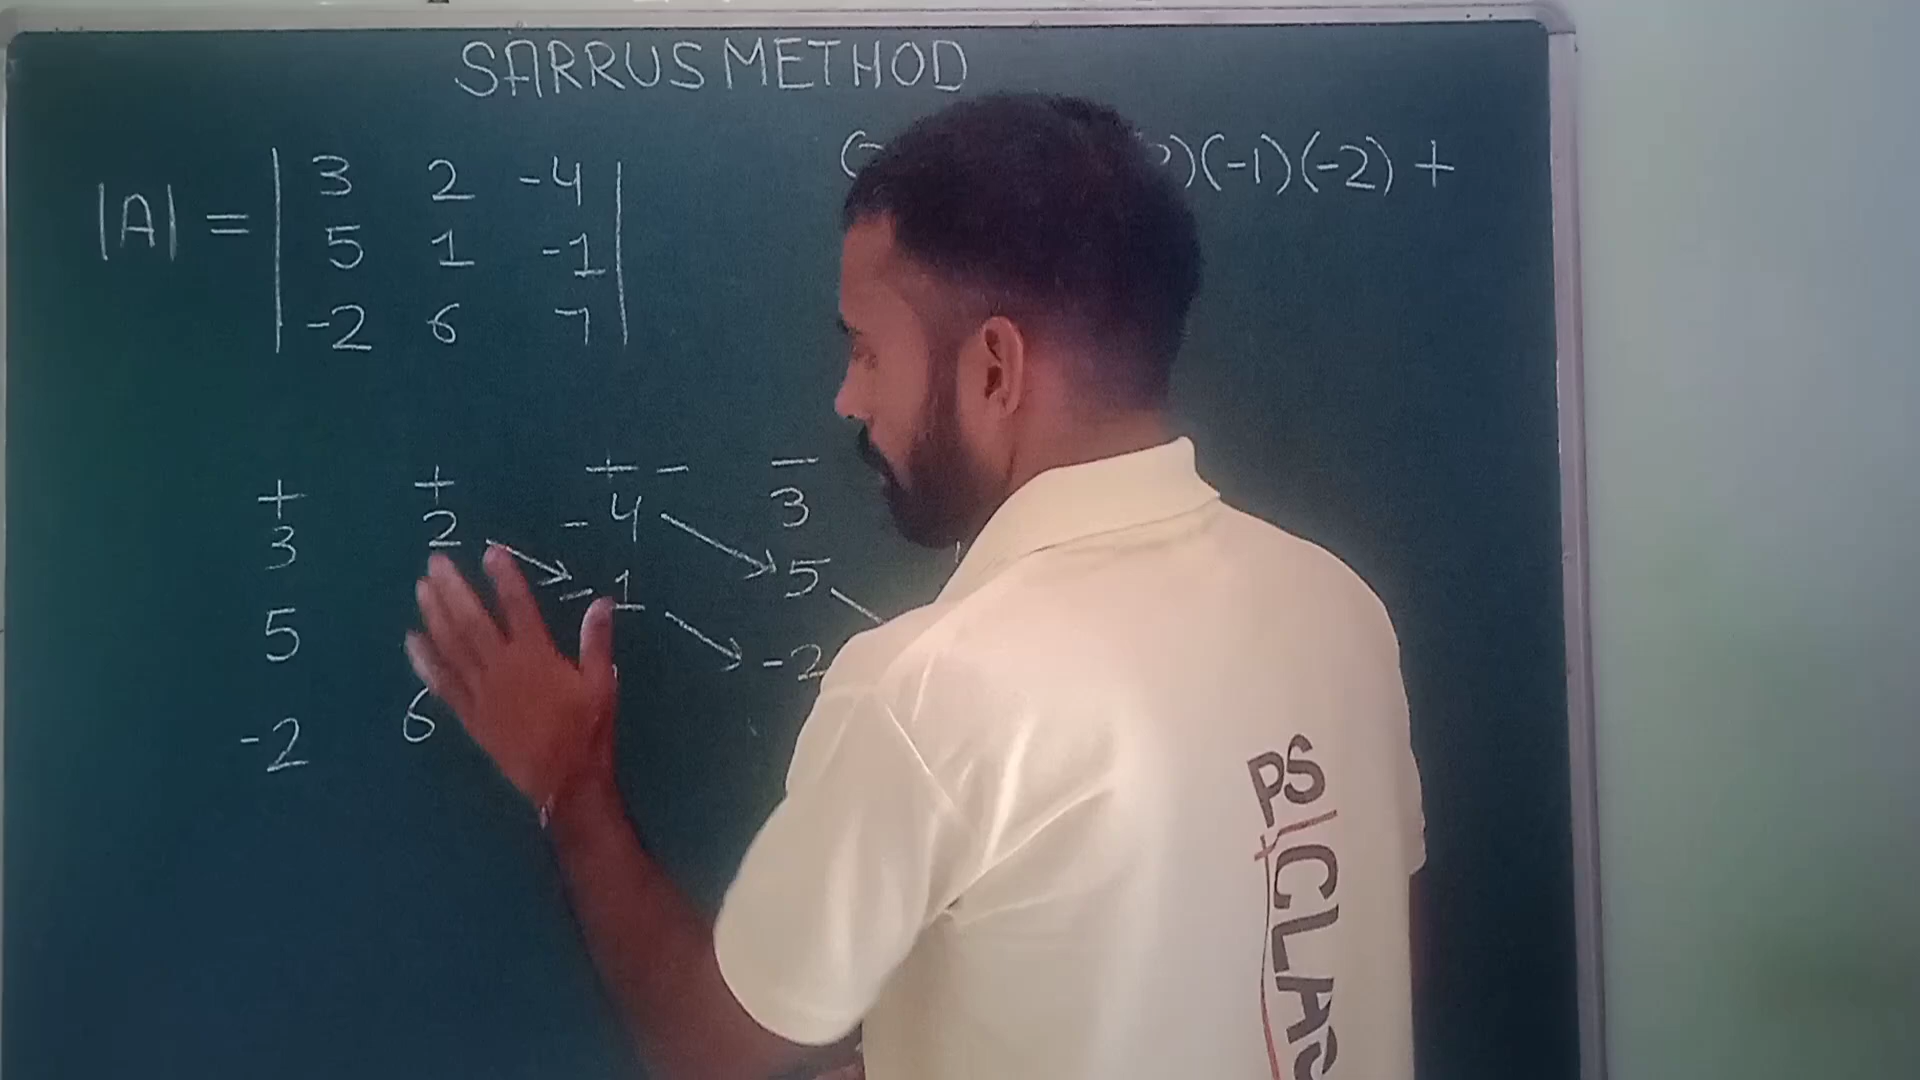 SARRUS METHOD
)(-1)(-2) +
|A| = | 3 2 -4 |
5 1 -1
-2 6 7
+ + + - -
3 2 -4 3
5 -1 5
-2 6 -2
PS CLAS